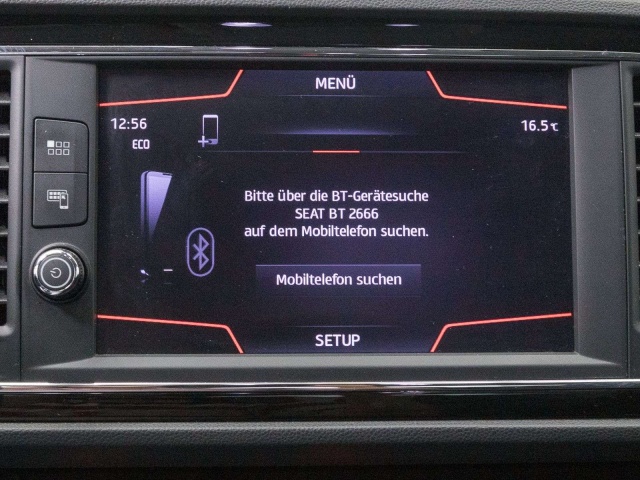 MENÜ
12:56
16.5°C
ECO
Bitte über die BT-Gerätesuche
SEAT BT 2666
auf dem Mobiltelefon suchen.
Mobiltelefon suchen
SETUP